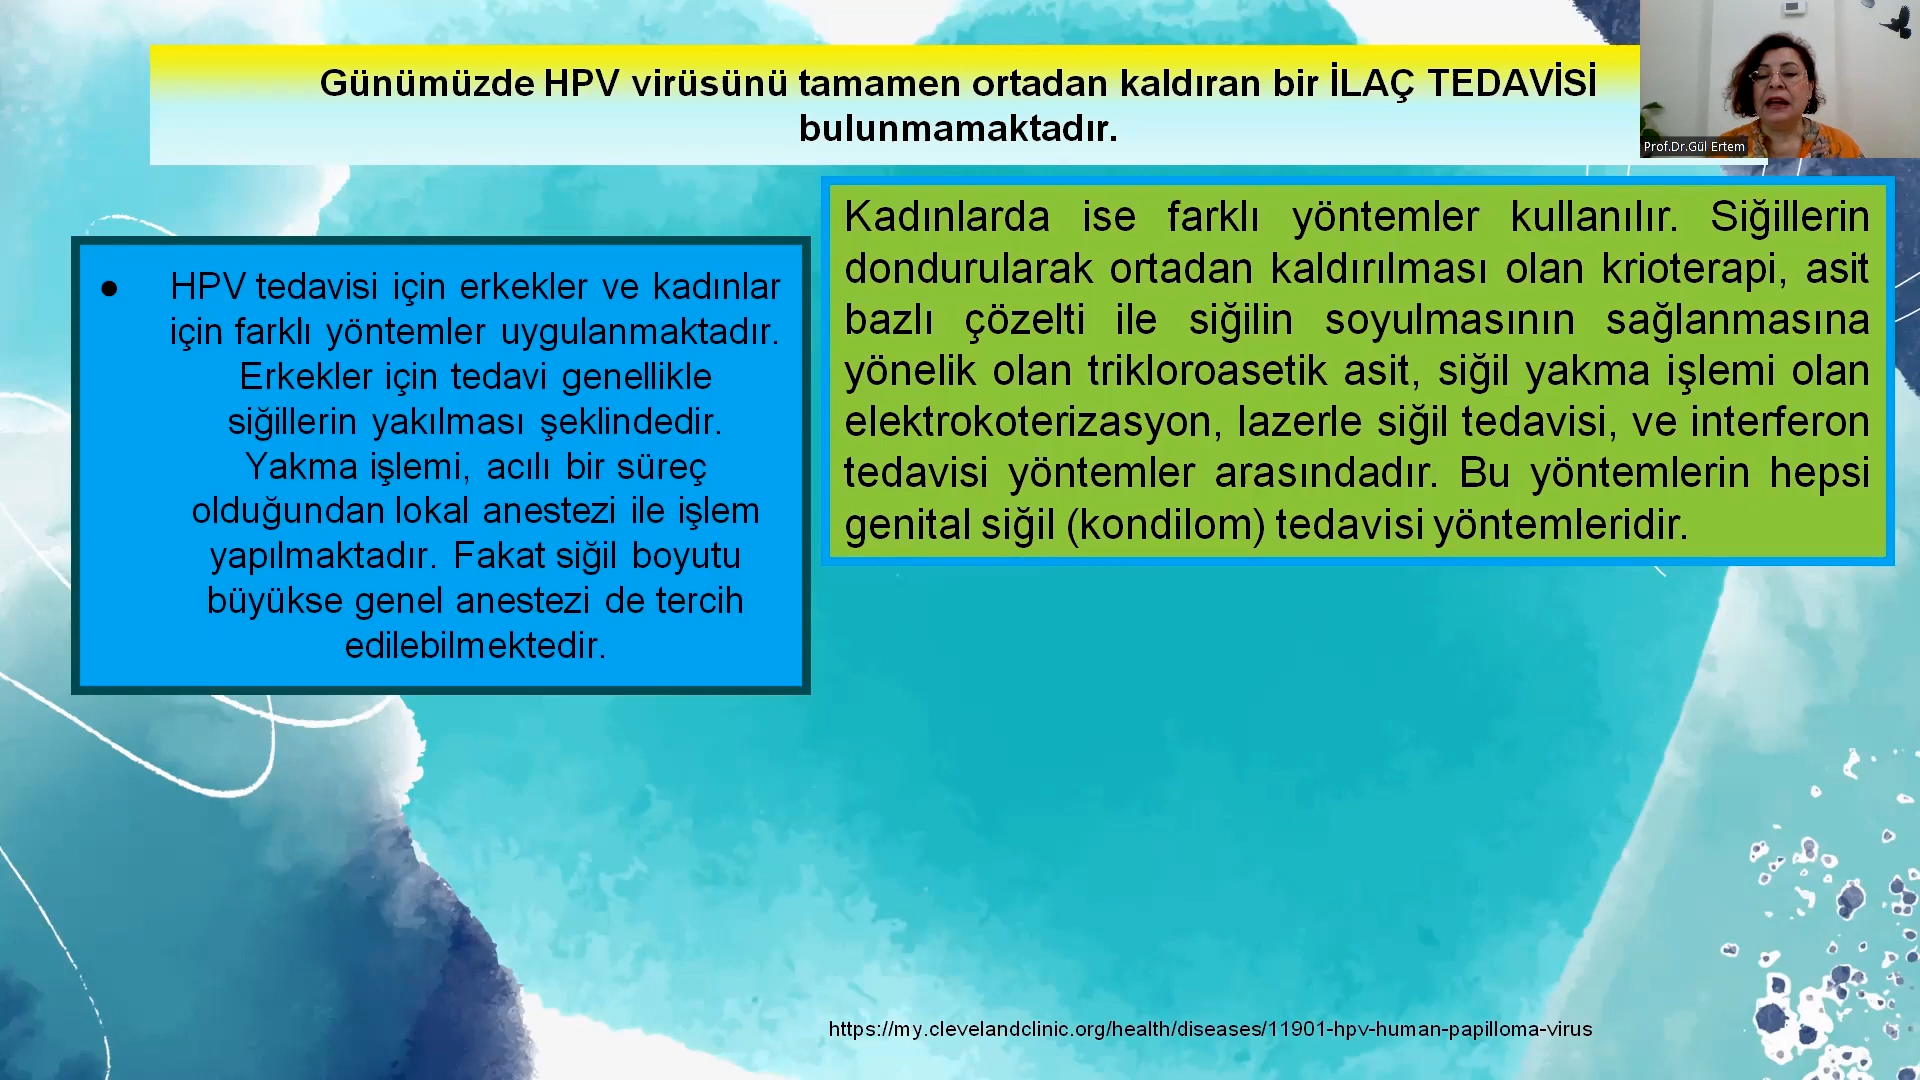 Günümüzde HPV virüsünü tamamen ortadan kaldıran bir İLAÇ TEDAVİSİ
bulunmamaktadır.
Prof.Dr.Gül Ertem
● HPV tedavisi için erkekler ve kadınlar
için farklı yöntemler uygulanmaktadır.
Erkekler için tedavi genellikle
siğillerin yakılması şeklindedir.
Yakma işlemi, acılı bir süreç
olduğundan lokal anestezi ile işlem
yapılmaktadır. Fakat siğil boyutu
büyükse genel anestezi de tercih
edilebilmektedir.
Kadınlarda ise farklı yöntemler kullanılır. Siğillerin
dondurularak ortadan kaldırılması olan krioterapi, asit
bazlı çözelti ile siğilin soyulmasının sağlanmasına
yönelik olan trikloroasetik asit, siğil yakma işlemi olan
elektrokoterizasyon, lazerle siğil tedavisi, ve interferon
tedavisi yöntemler arasındadır. Bu yöntemlerin hepsi
genital siğil (kondilom) tedavisi yöntemleridir.
https://my.clevelandclinic.org/health/diseases/11901-hpv-human-papilloma-virus